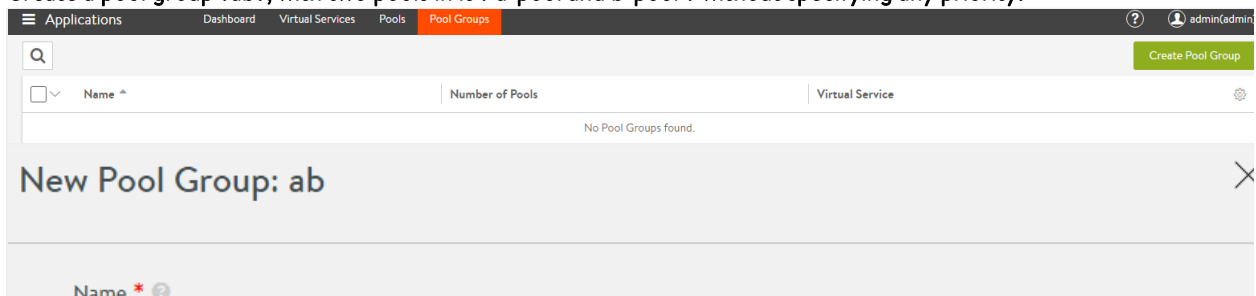 Applications Dashboard Virtual Services Pools Pool Groups admin(admin)
Create Pool Group
Name Number of Pools Virtual Service
No Pool Groups found.
New Pool Group: ab
Name *